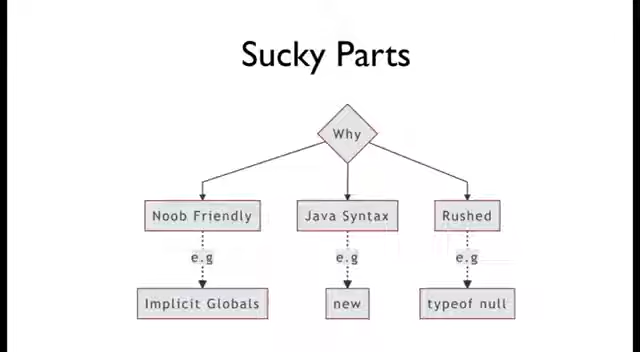 Sucky Parts
Why
Noob Friendly
Java Syntax
Rushed
e.g
e.g
e.g
Implicit Globals
new
typeof null